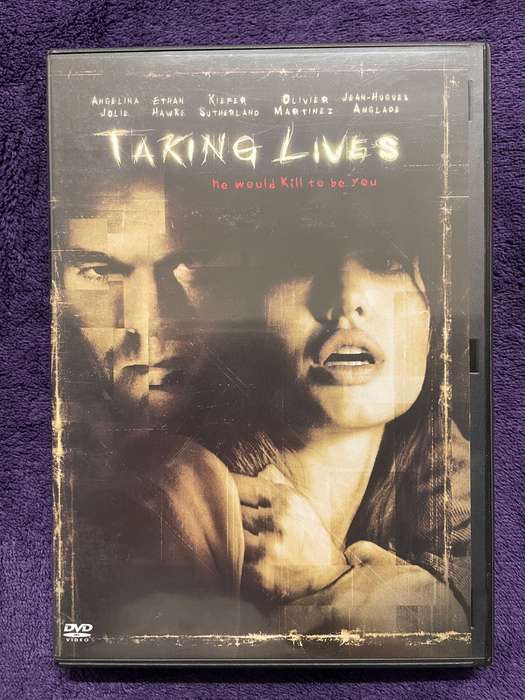 ANGELINA ETHAN KIEFER OLIVIER JEAN-HUGUES
JOLIE HAWKE SUTHERLAND MARTINEZ ANGLADE
TAKING LIVES
he would kill to be you
DVD
VIDEO